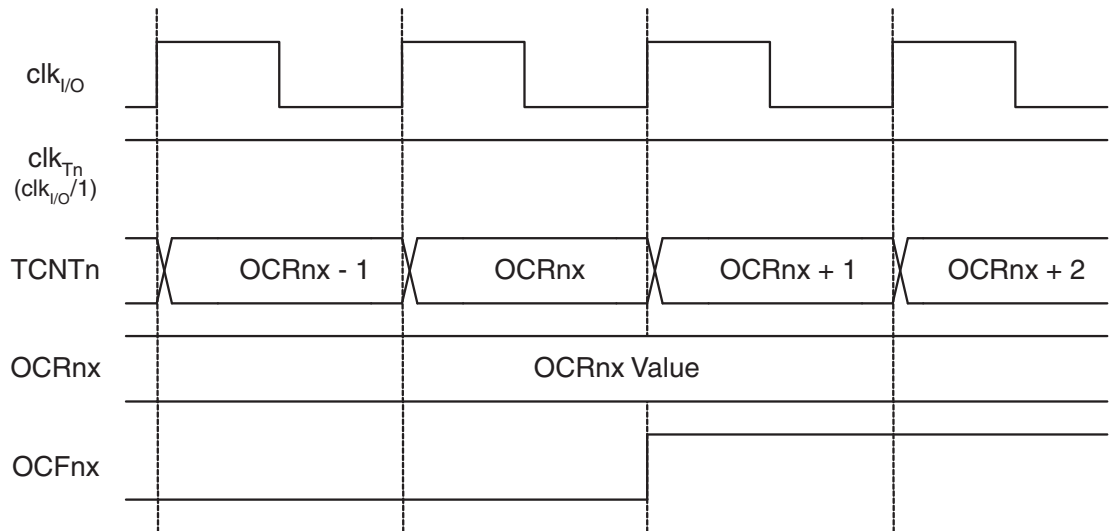 clkI/O
clkTn
(clkI/O/1)
TCNTn
OCRnx - 1
OCRnx
OCRnx + 1
OCRnx + 2
OCRnx
OCRnx Value
OCFnx